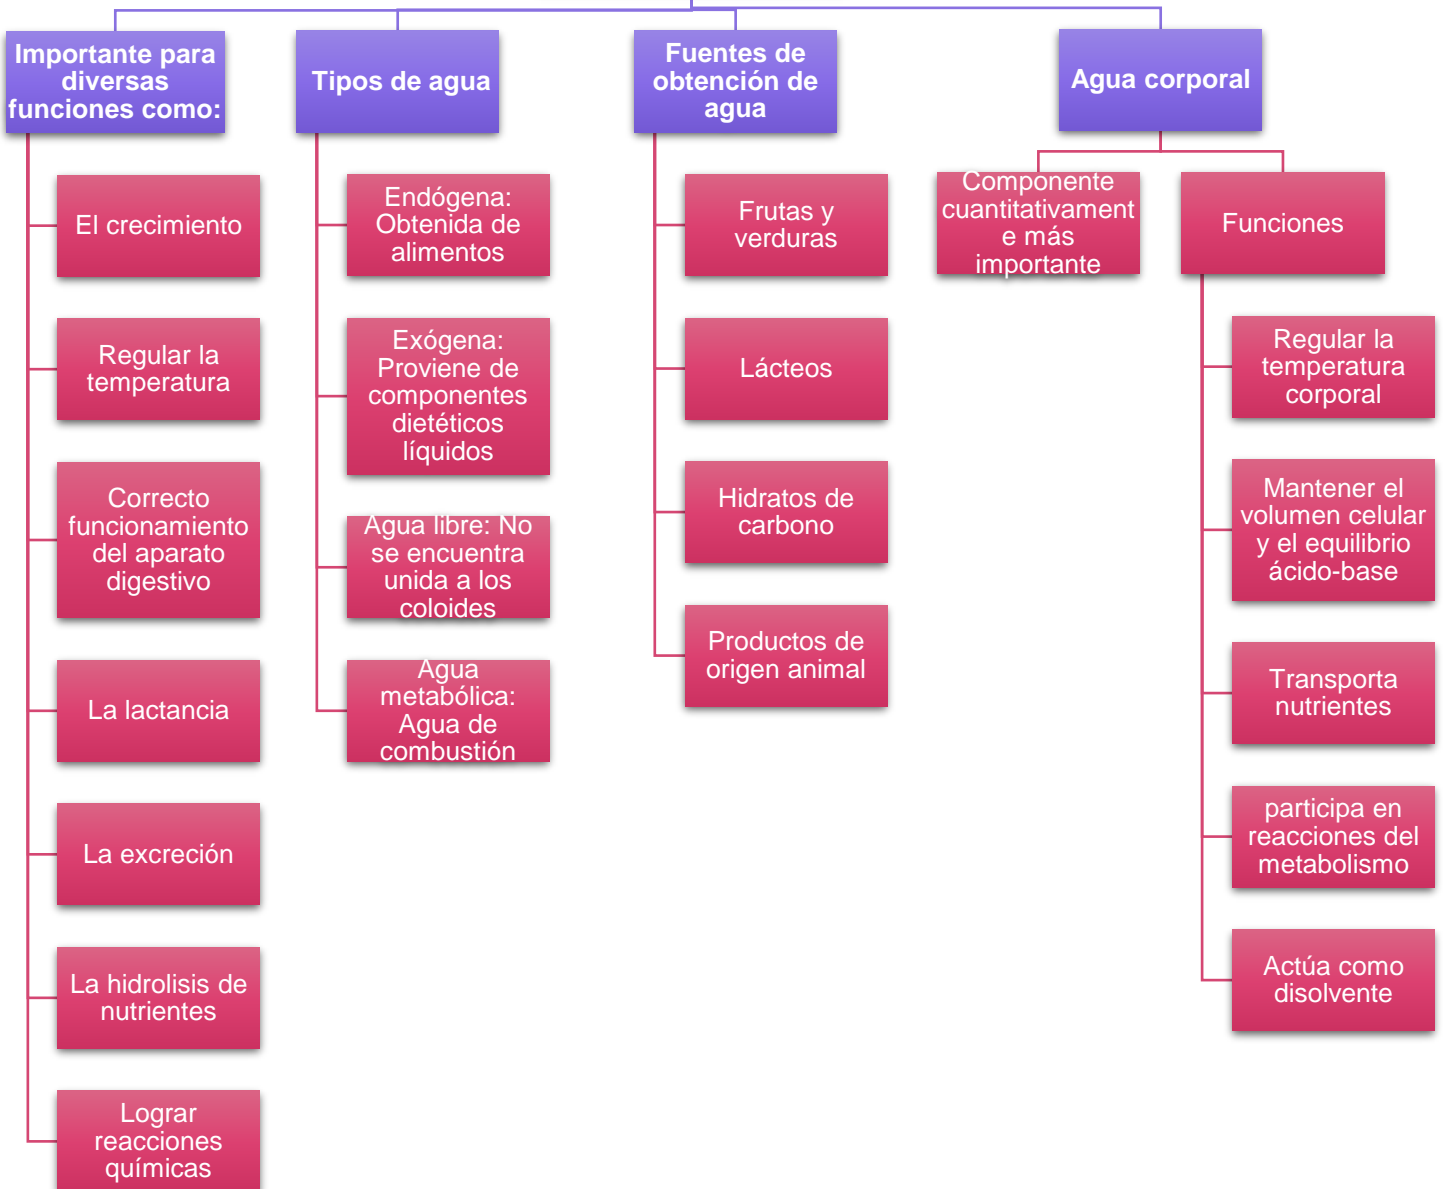 Importante para
diversas
funciones como:
El crecimiento
Regular la
temperatura
Correcto
funcionamiento
del aparato
digestivo
La lactancia
La excreción
La hidrolisis de
nutrientes
Lograr
reacciones
químicas
Tipos de agua
Endógena:
Obtenida de
alimentos
Exógena:
Proviene de
componentes
dietéticos
líquidos
Agua libre: No
se encuentra
unida a los
coloides
Agua
metabólica:
Agua de
combustión
Fuentes de
obtención de
agua
Frutas y
verduras
Lácteos
Hidratos de
carbono
Productos de
origen animal
Agua corporal
Componente
cuantitativament
e más
importante
Funciones
Regular la
temperatura
corporal
Mantener el
volumen celular
y el equilibrio
ácido-base
Transporta
nutrientes
participa en
reacciones del
metabolismo
Actúa como
disolvente